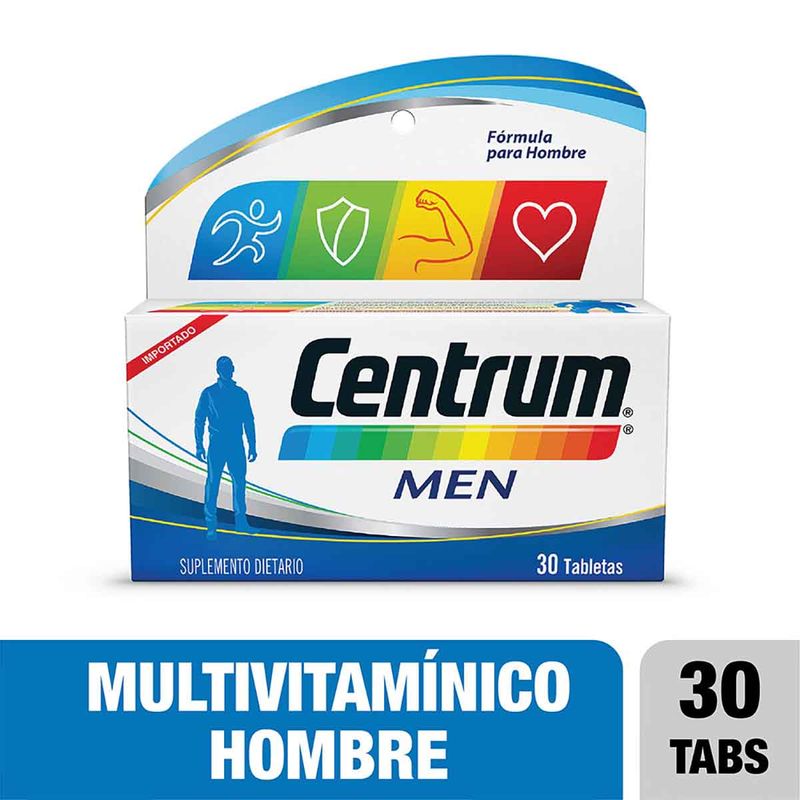 Fórmula
para Hombre
IMPORTADO
Centrum®
®
MEN
SUPLEMENTO DIETARIO
30 Tabletas
MULTIVITAMÍNICO
HOMBRE
30
TABS